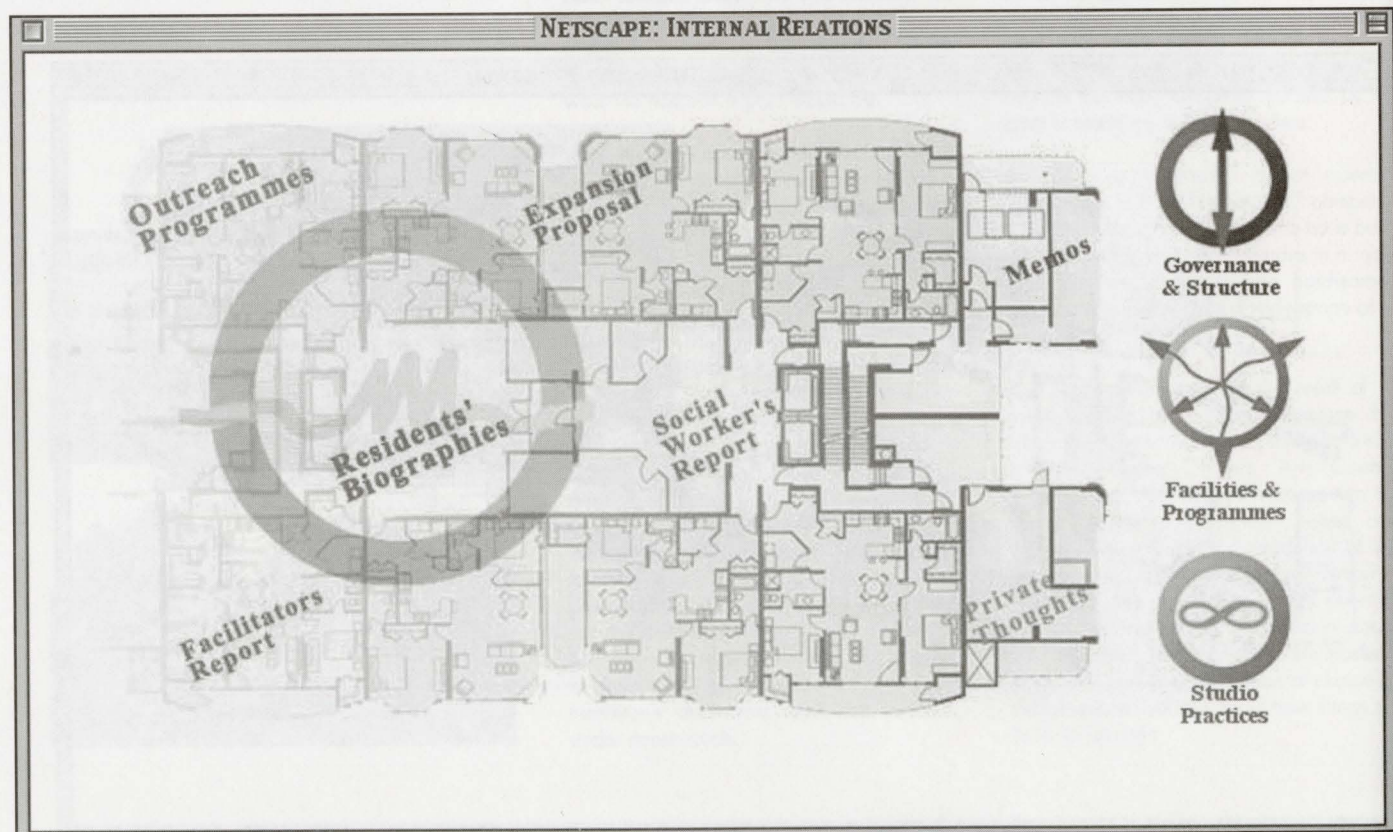 NETSCAPE: INTERNAL RELATIONS
Outreach
Programmes
Expansion
Proposal
Memos
Governance
& Structure
Residents'
Biographies
Social
Worker's
Report
Facilities &
Programmes
Facilitators
Report
Private
Thoughts
Studio
Practices